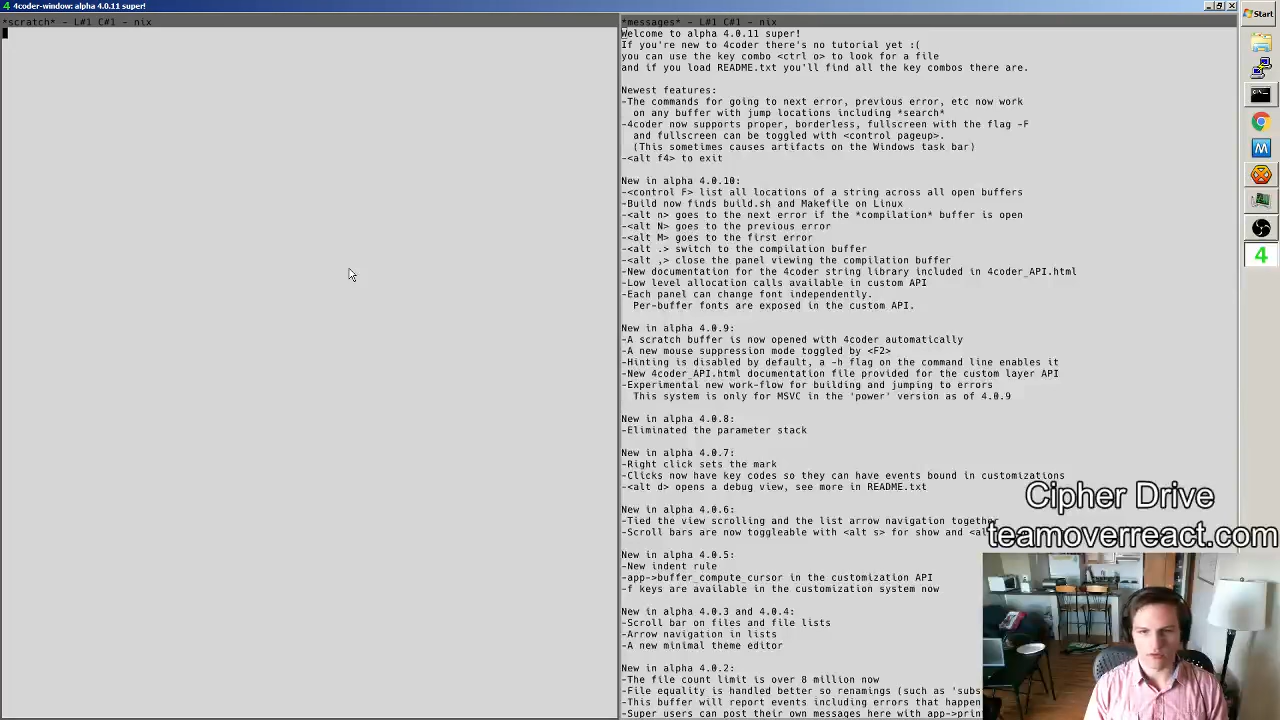 4coder-window: alpha 4.0.11 super!
*scratch* - L#1 C#1 - nix
*messages* - L#1 C#1 - nix
Start
Welcome to alpha 4.0.11 super!
If you're new to 4coder there's no tutorial yet :(
you can use the key combo <ctrl o> to look for a file
and if you load README.txt you'll find all the key combos there are.
Newest features:
-The commands for going to next error, previous error, etc now work
on any buffer with jump locations including *search*
-4coder now supports proper, borderless, fullscreen with the flag -F
and fullscreen can be toggled with <control pageup>.
(This sometimes causes artifacts on the Windows task bar)
-<alt f4> to exit
New in alpha 4.0.10:
-<control F> list all locations of a string across all open buffers
-Build now finds build.sh and Makefile on Linux
-<alt n> goes to the next error if the *compilation* buffer is open
-<alt N> goes to the previous error
-<alt M> goes to the first error
-<alt .> switch to the compilation buffer
-<alt ,> close the panel viewing the compilation buffer
-New documentation for the 4coder string library included in 4coder_API.html
-Low level allocation calls available in custom API
-Each panel can change font independently.
Per-buffer fonts are exposed in the custom API.
New in alpha 4.0.9:
-A scratch buffer is now opened with 4coder automatically
-A new mouse suppression mode toggled by <F2>
-Hinting is disabled by default, a -h flag on the command line enables it
-New 4coder_API.html documentation file provided for the custom layer API
-Experimental new work-flow for building and jumping to errors
This system is only for MSVC in the 'power' version as of 4.0.9
New in alpha 4.0.8:
-Eliminated the parameter stack
New in alpha 4.0.7:
-Right click sets the mark
-Clicks now have key codes so they can have events bound in customizations
-<alt d> opens a debug view, see more in README.txt
New in alpha 4.0.6:
-Tied the view scrolling and the list arrow navigation together
-Scroll bars are now toggleable with <alt s> for show and <al
Cipher Drive
teamoverreact.com
New in alpha 4.0.5:
-New indent rule
-app->buffer_compute_cursor in the customization API
-f keys are available in the customization system now
New in alpha 4.0.3 and 4.0.4:
-Scroll bar on files and file lists
-Arrow navigation in lists
-A new minimal theme editor
New in alpha 4.0.2:
-The file count limit is over 8 million now
-File equality is handled better so renamings (such as 'subs
-This buffer will report events including errors that happen
-Super users can post their own messages here with app->prin